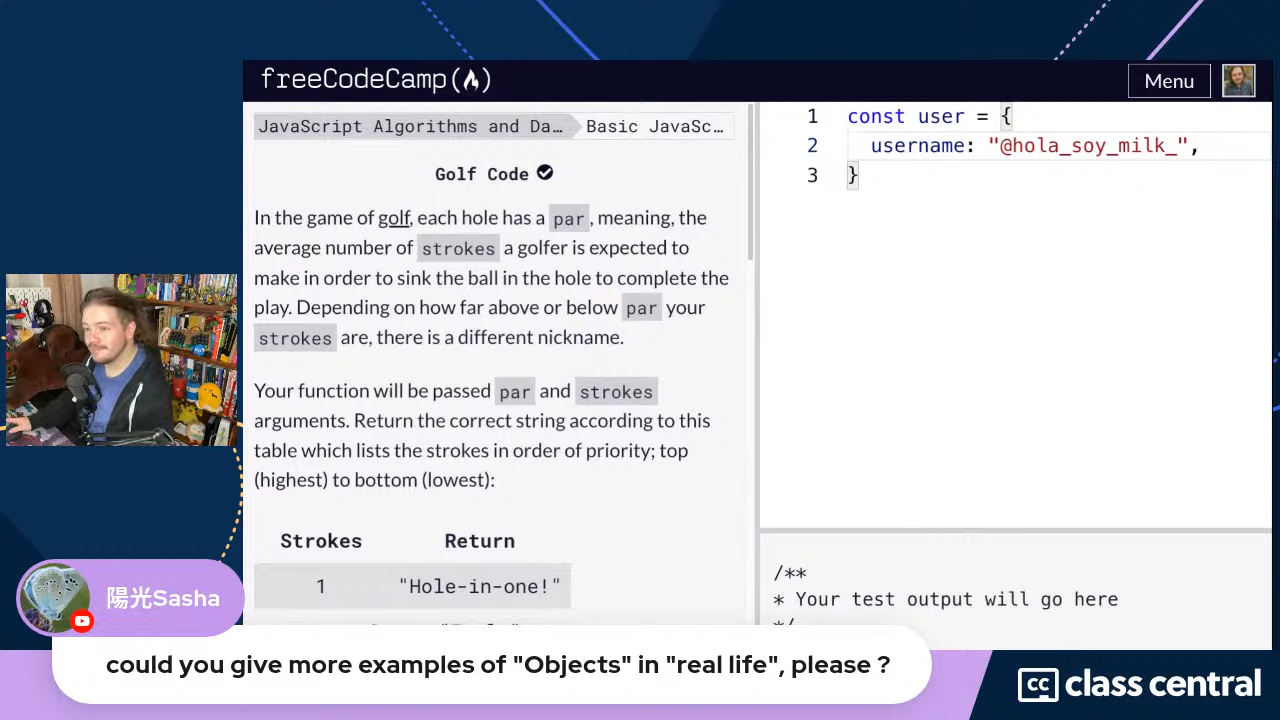 freeCodeCamp(🔥)
Menu
JavaScript Algorithms and Da…
Basic JavaSc…
Golf Code
In the game of golf, each hole has a par, meaning, the
average number of strokes a golfer is expected to
make in order to sink the ball in the hole to complete the
play. Depending on how far above or below par your
strokes are, there is a different nickname.
Your function will be passed par and strokes
arguments. Return the correct string according to this
table which lists the strokes in order of priority; top
(highest) to bottom (lowest):
Strokes Return
1 "Hole-in-one!"
1 const user = {
2 username: "@hola_soy_milk_",
3 }
/**
* Your test output will go here
*/
陽光Sasha
could you give more examples of "Objects" in "real life", please ?
cc class central